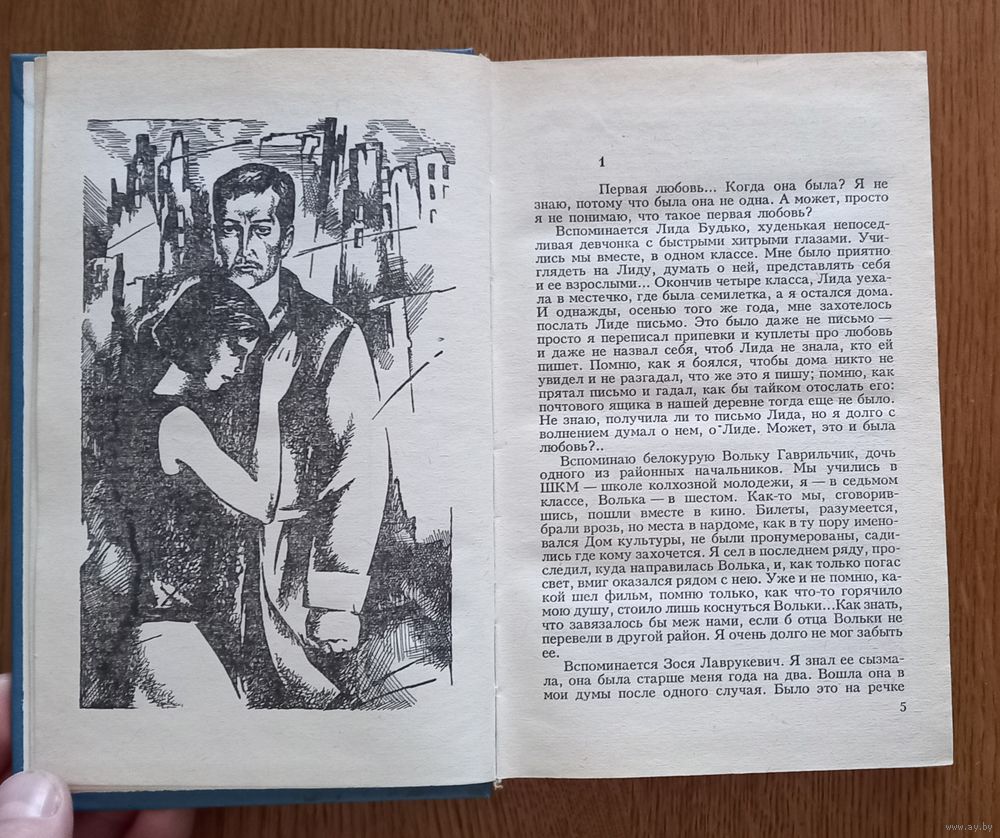 1
Первая любовь... Когда она была? Я не
знаю, потому что была она не одна. А может, просто
я не понимаю, что такое первая любовь?
Вспоминается Лида Будько, худенькая непосед-
ливая девчонка с быстрыми хитрыми глазами. Учи-
лись мы вместе, в одном классе. Мне было приятно
глядеть на Лиду, думать о ней, представлять себя
и ее взрослыми... Окончив четыре класса, Лида уеха-
ла в местечко, где была семилетка, а я остался дома.
И однажды, осенью того же года, мне захотелось
послать Лиде письмо. Это было даже не письмо —
просто я переписал припевки и куплеты про любовь
и даже не назвал себя, чтоб Лида не знала, кто ей
пишет. Помню, как я боялся, чтобы дома никто не
увидел и не разгадал, что же это я пишу; помню, как
прятал письмо и гадал, как бы тайком отослать его:
почтового ящика в нашей деревне тогда еще не было.
Не знаю, получила ли то письмо Лида, но я долго с
волнением думал о нем, о Лиде. Может, это и была
любовь?..
Вспоминаю белокурую Вольку Гаврильчик, дочь
одного из районных начальников. Мы учились в
ШКМ — школе колхозной молодежи, я — в седьмом
классе, Волька — в шестом. Как-то мы, сговорив-
шись, пошли вместе в кино. Билеты, разумеется,
брали врозь, но места в нардоме, как в ту пору имено-
вался Дом культуры, не были пронумерованы, сади-
лись где кому захочется. Я сел в последнем ряду, про-
следил, куда направилась Волька, и, как только погас
свет, вмиг оказался рядом с нею. Уже и не помню, ка-
кой шел фильм, помню только, как что-то горячило
мою душу, стоило лишь коснуться Вольки...Как знать,
что завязалось бы меж нами, если б отца Вольки не
перевели в другой район. Я очень долго не мог забыть
ее.
Вспоминается Зося Лаврукевич. Я знал ее сызма-
ла, она была старше меня года на два. Вошла она в
мои думы после одного случая. Было это на речке
5
www.ay.by